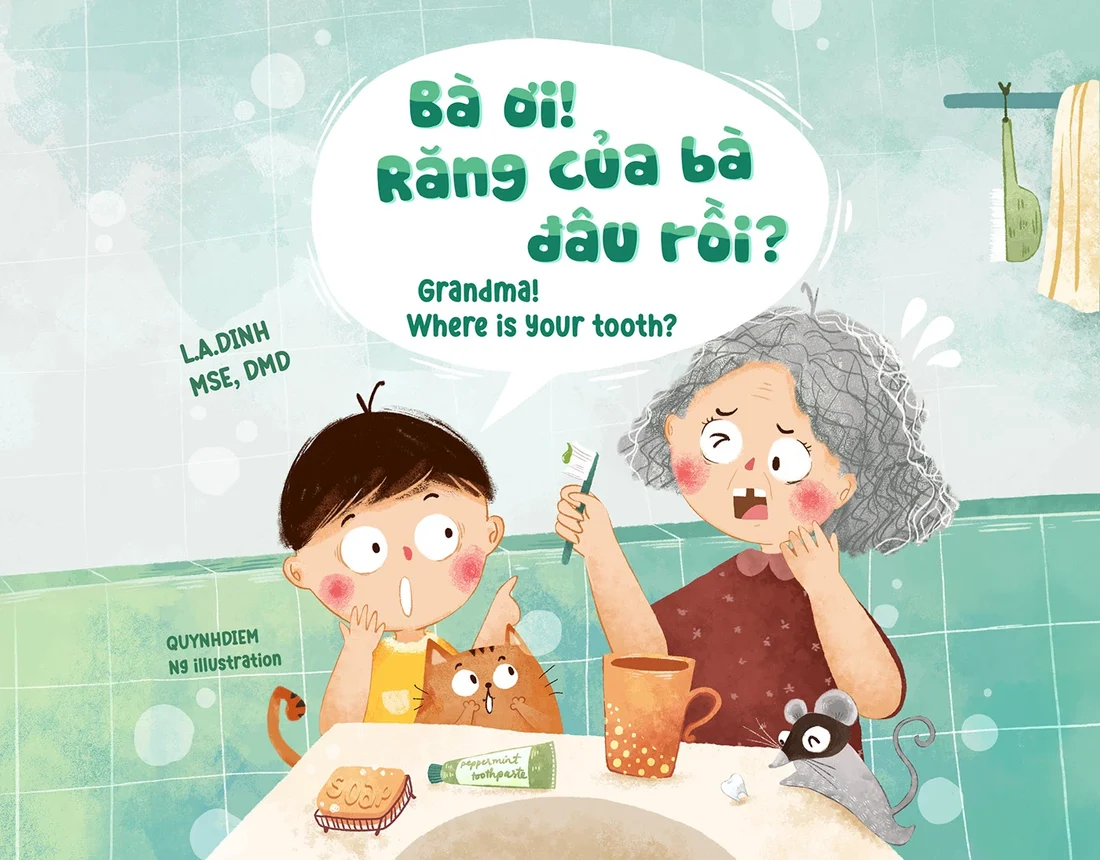 Bà ơi!
Răng của bà
đâu rồi?
Grandma!
Where is your tooth?
L.A.DINH
MSE, DMD
QUYNHDIEM
Ng illustration
peppermint
toothpaste
SOAP